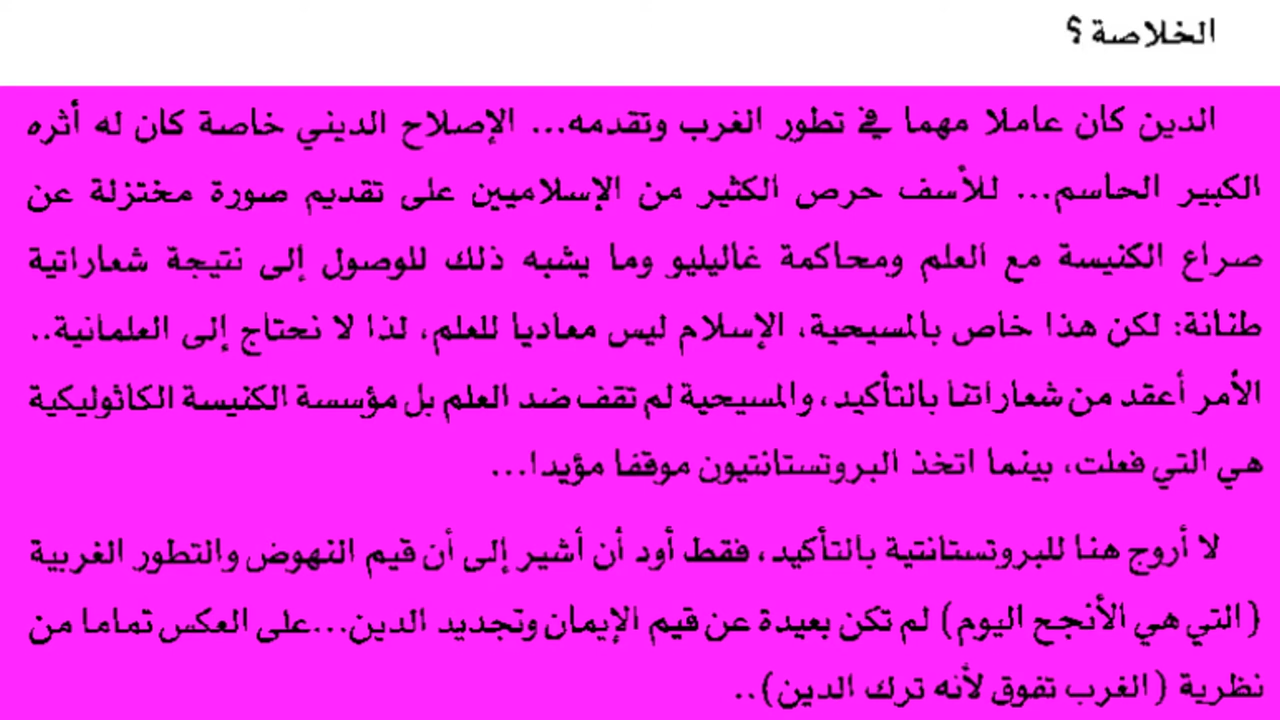 الخلاصة ؟
الدين كان عاملا مهما في تطور الغرب وتقدمه... الإصلاح الديني خاصة كان له أثره
الكبير الحاسم... للأسف حرص الكثير من الإسلاميين على تقديم صورة مختزلة عن
صراع الكنيسة مع العلم ومحاكمة غاليليو وما يشبه ذلك للوصول إلى نتيجة شعاراتية
طنانة: لكن هذا خاص بالمسيحية، الإسلام ليس معاديا للعلم، لذا لا نحتاج إلى العلمانية..
الأمر أعقد من شعاراتنا بالتأكيد، والمسيحية لم تقف ضد العلم بل مؤسسة الكنيسة الكاثوليكية
هي التي فعلت، بينما اتخذ البروتستانتيون موقفا مؤيدا...
لا أروج هنا للبروتستانتية بالتأكيد، فقط أود أن أشير إلى أن قيم النهوض والتطور الغربية
(التي هي الأنجح اليوم) لم تكن بعيدة عن قيم الإيمان وتجديد الدين...على العكس تماما من
نظرية (الغرب تفوق لأنه ترك الدين)..